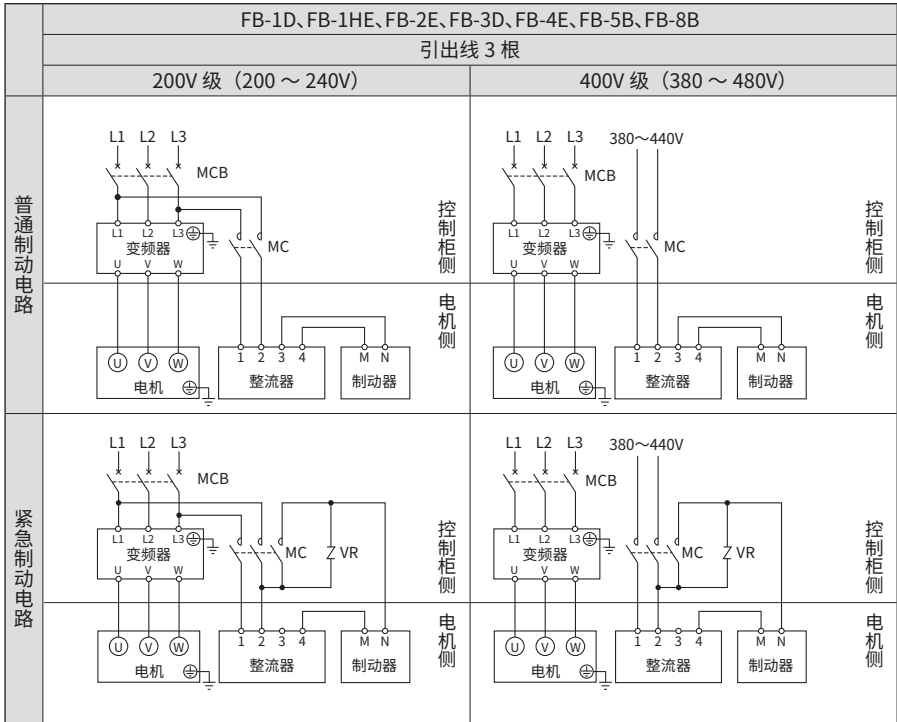 FB-1D、FB-1HE、FB-2E、FB-3D、FB-4E、FB-5B、FB-8B
引出线 3 根
200V 级（200 ～ 240V）
400V 级（380 ～ 480V）
普通制动电路
L1 L2 L3
MCB
L1 L2 L3
变频器
U V W
MC
控制柜侧
电机侧
U V W
电机
1 2 3 4
整流器
M N
制动器
L1 L2 L3 380～440V
MCB
L1 L2 L3
变频器
U V W
MC
控制柜侧
电机侧
U V W
电机
1 2 3 4
整流器
M N
制动器
紧急制动电路
L1 L2 L3
MCB
L1 L2 L3
变频器
U V W
MC
VR
控制柜侧
电机侧
U V W
电机
1 2 3 4
整流器
M N
制动器
L1 L2 L3 380～440V
MCB
L1 L2 L3
变频器
U V W
MC
VR
控制柜侧
电机侧
U V W
电机
1 2 3 4
整流器
M N
制动器